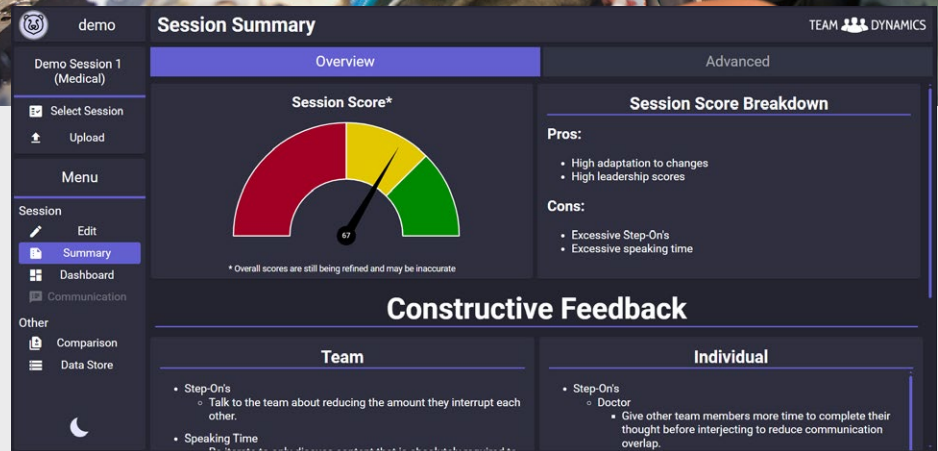 demo
Session Summary
TEAM DYNAMICS
Demo Session 1
(Medical)
Select Session
Upload
Menu
Session
Edit
Summary
Dashboard
Communication
Other
Comparison
Data Store
Overview
Advanced
Session Score*
67
* Overall scores are still being refined and may be inaccurate
Session Score Breakdown
Pros:
High adaptation to changes
High leadership scores
Cons:
Excessive Step-On's
Excessive speaking time
Constructive Feedback
Team
Step-On's
Talk to the team about reducing the amount they interrupt each
other.
Speaking Time
Individual
Step-On's
Doctor
Give other team members more time to complete their
thought before interjecting to reduce communication
overlap.